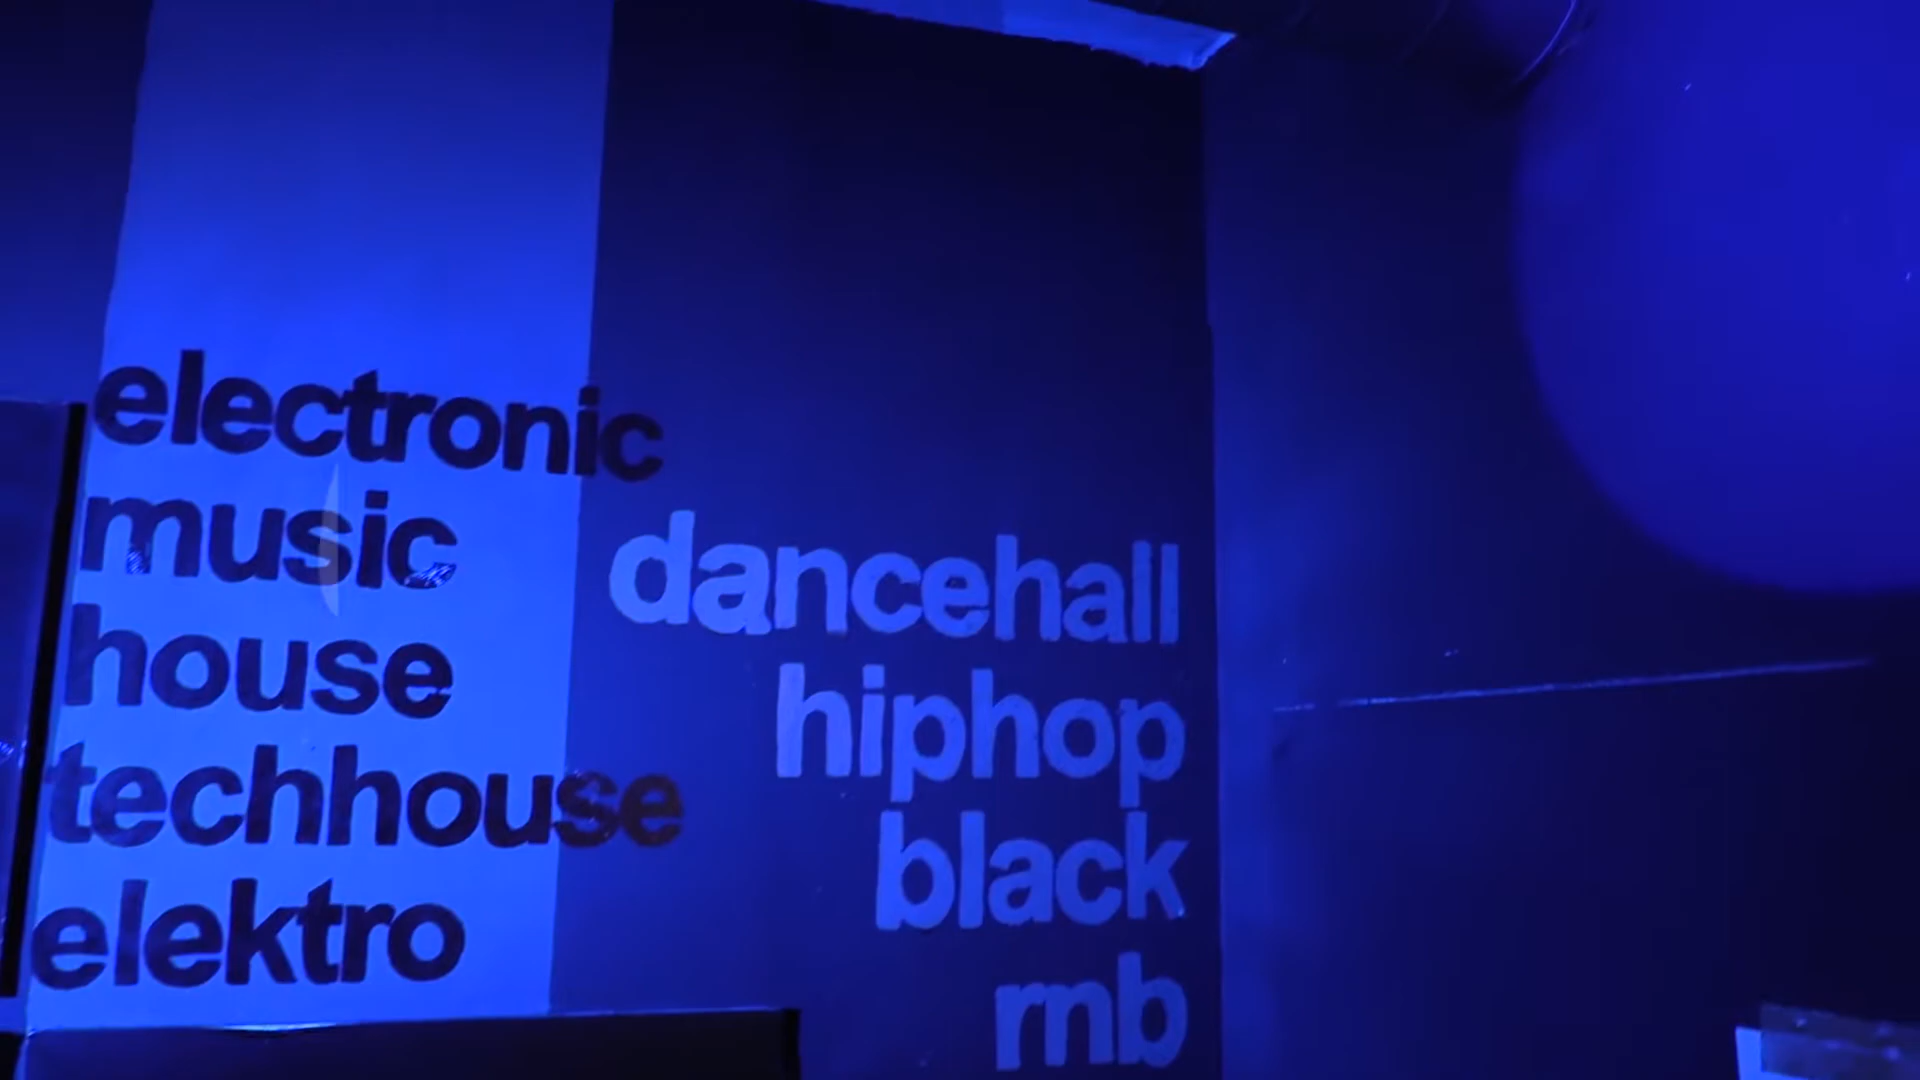 electronic
music
house
techhouse
elektro
dancehall
hiphop
black
rnb